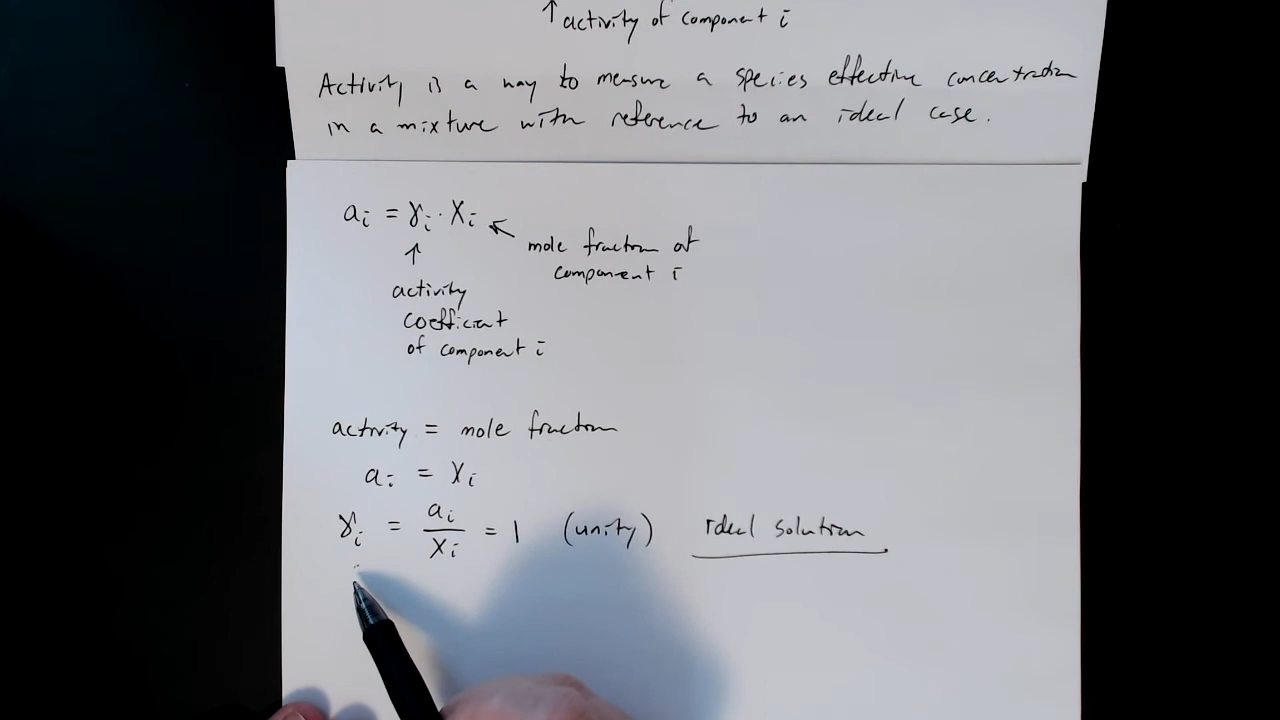 ↑ activity of component i
Activity is a way to measure a species effective concentration
in a mixture with reference to an ideal case.
aᵢ = γᵢ · Xᵢ ↖ mole fraction of
component i
↑
activity
coefficient
of component i
activity = mole fraction
aᵢ = Xᵢ
γᵢ = aᵢ/Xᵢ = 1 (unity) ideal solution